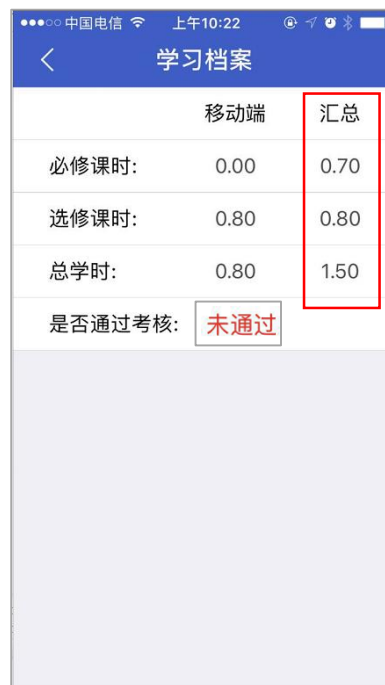 中国电信 上午10:22
学习档案
移动端 汇总
必修课时: 0.00 0.70
选修课时: 0.80 0.80
总学时: 0.80 1.50
是否通过考核: 未通过